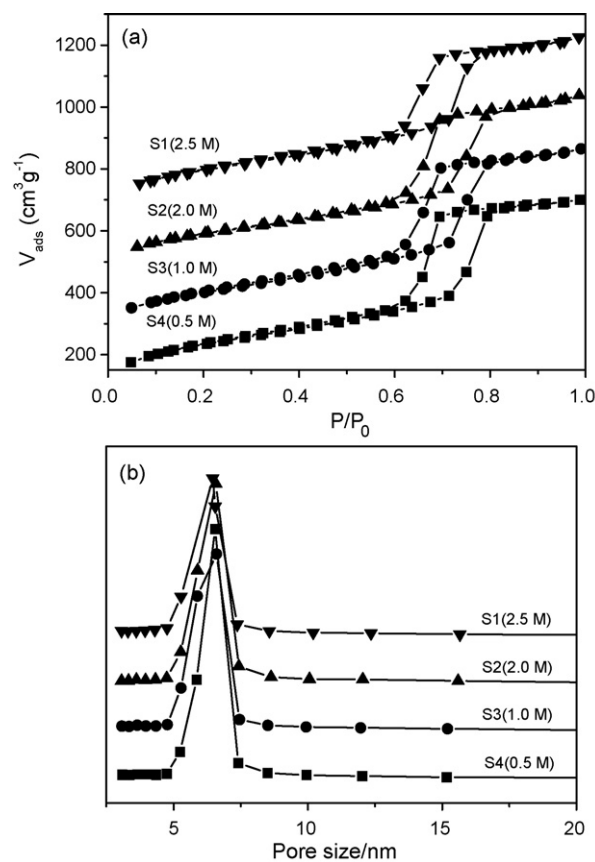 (a)
1200
1000
800
600
400
200
V_ads (cm³g⁻¹)
S1(2.5 M)
S2(2.0 M)
S3(1.0 M)
S4(0.5 M)
0.0 0.2 0.4 0.6 0.8 1.0
P/P₀
(b)
S1(2.5 M)
S2(2.0 M)
S3(1.0 M)
S4(0.5 M)
5 10 15 20
Pore size/nm